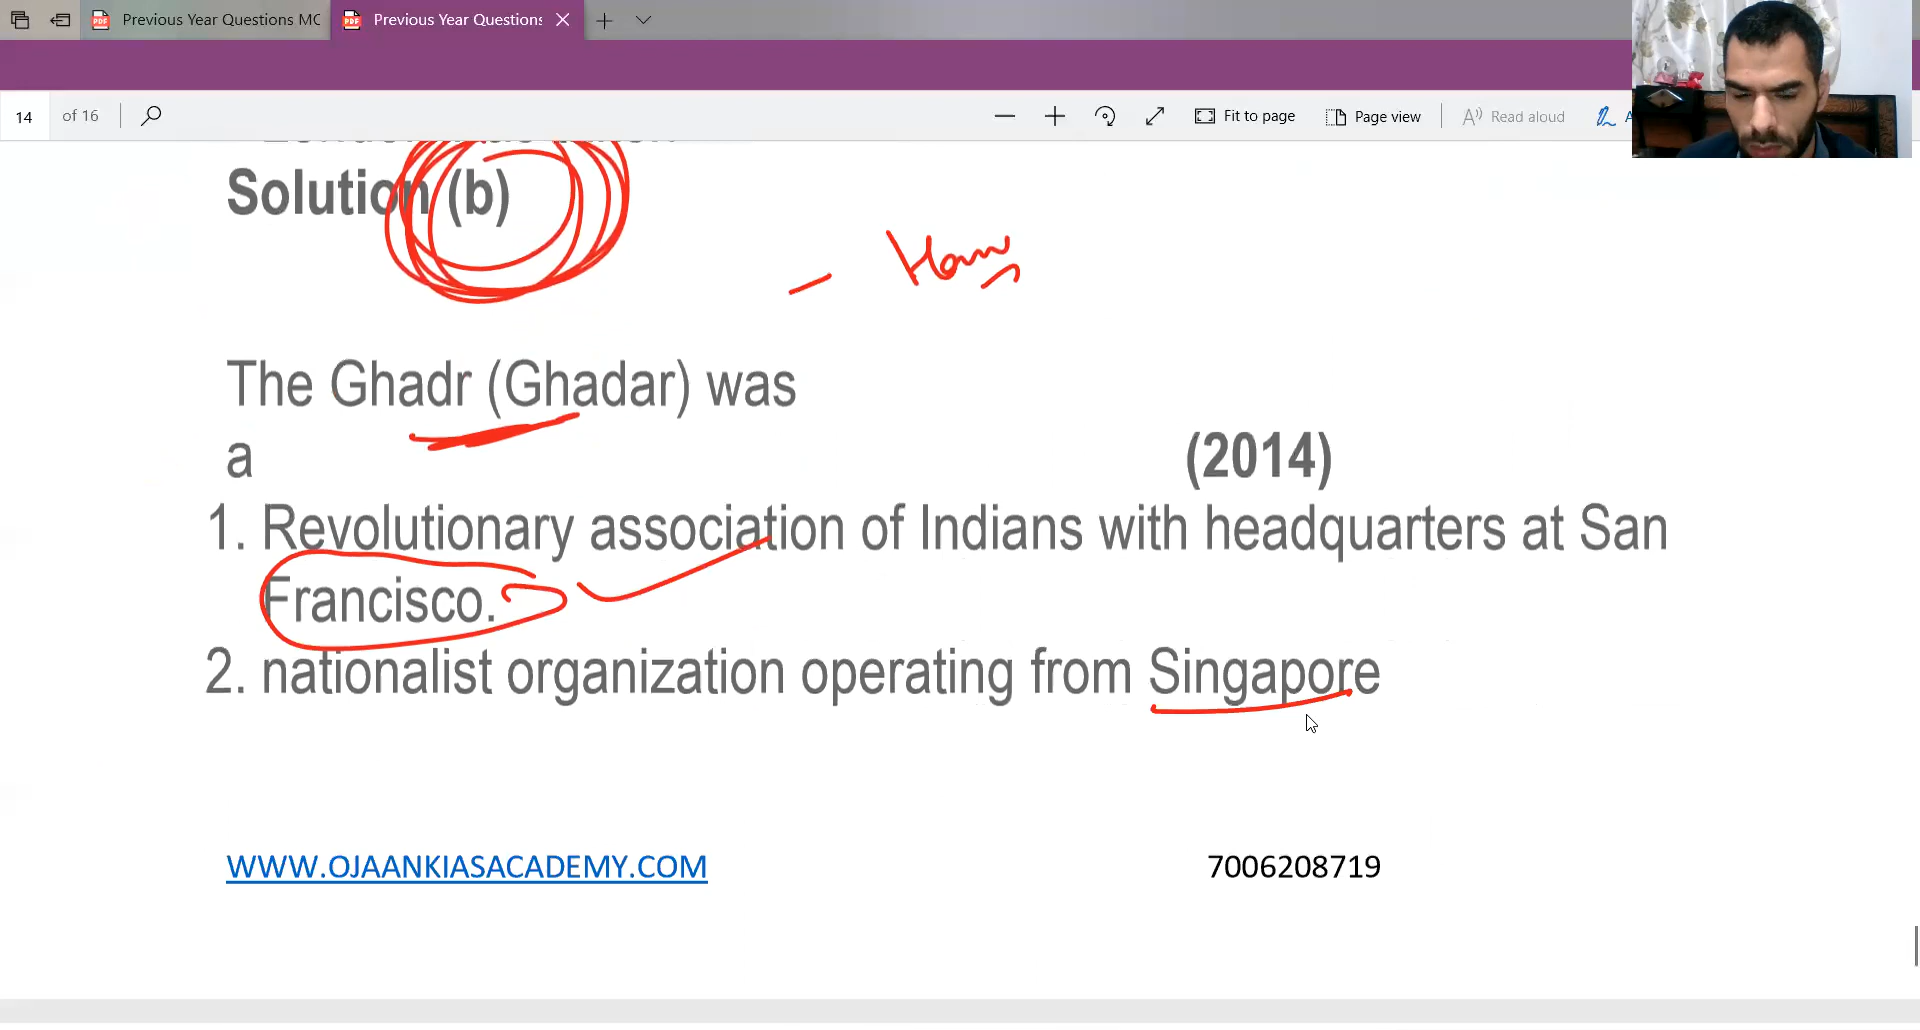 Previous Year Questions MC
Previous Year Questions
14 of 16
Fit to page
Page view
Read aloud
Solution (b)
The Ghadr (Ghadar) was
a (2014)
1. Revolutionary association of Indians with headquarters at San
Francisco.
2. nationalist organization operating from Singapore
WWW.OJAANKIASACADEMY.COM 7006208719